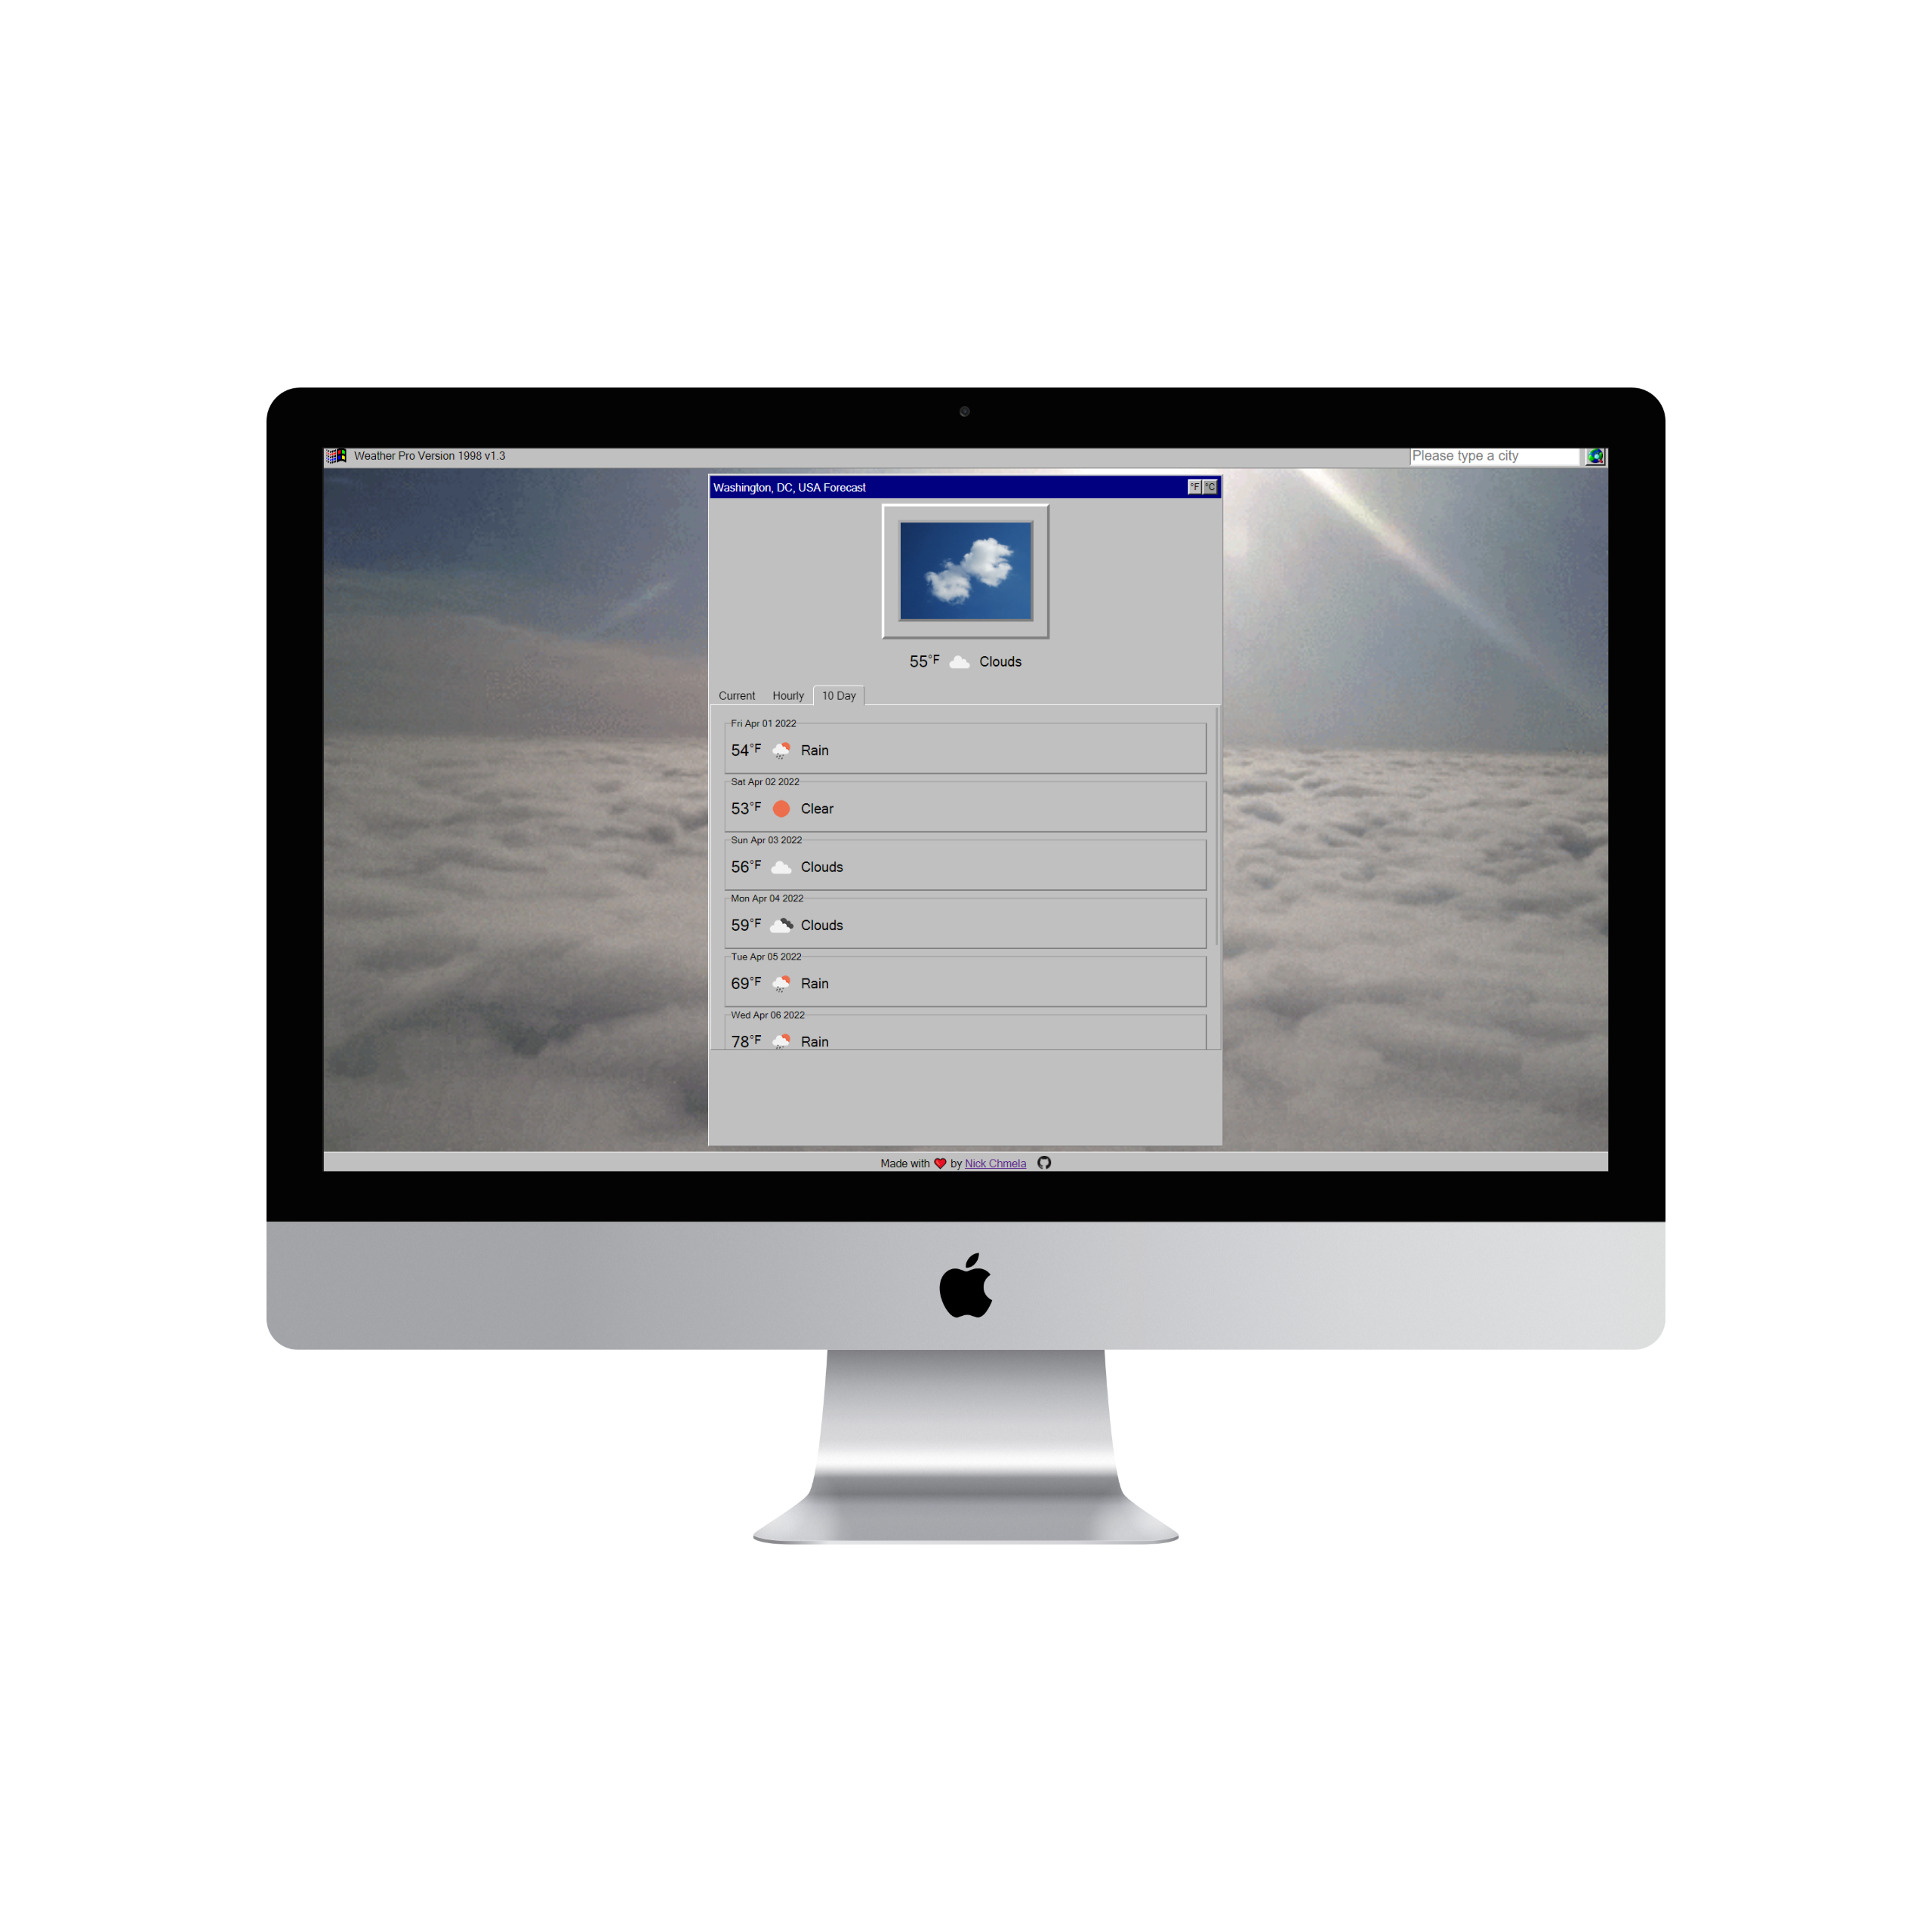 Weather Pro Version 1998 v1.3
Please type a city
Washington, DC, USA Forecast
°F °C
55°F Clouds
Current Hourly 10 Day
Fri Apr 01 2022
54°F Rain
Sat Apr 02 2022
53°F Clear
Sun Apr 03 2022
56°F Clouds
Mon Apr 04 2022
59°F Clouds
Tue Apr 05 2022
69°F Rain
Wed Apr 06 2022
78°F Rain
Made with ❤ by Nick Chmela